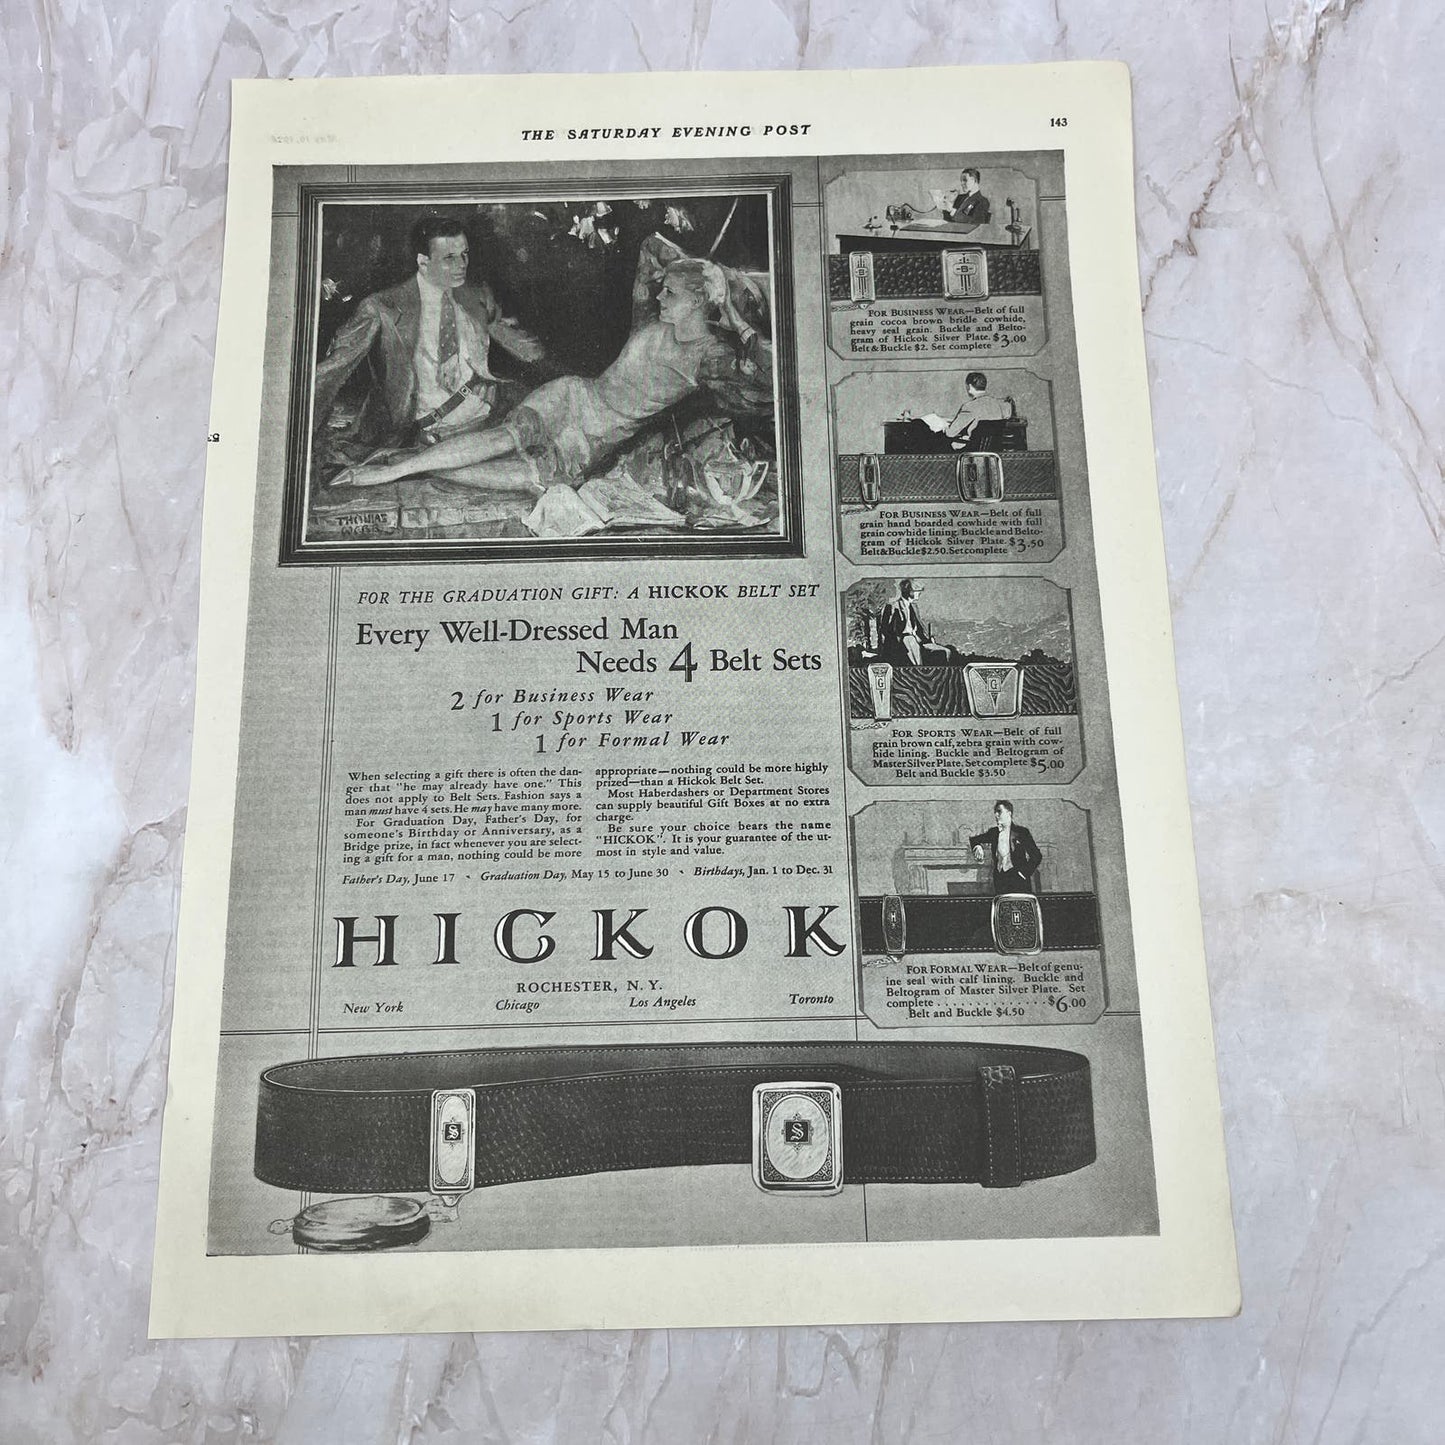 THE SATURDAY EVENING POST
143
THOMAS
WEBB
FOR THE GRADUATION GIFT: A HICKOK BELT SET
Every Well-Dressed Man
Needs 4 Belt Sets
2 for Business Wear
1 for Sports Wear
1 for Formal Wear
When selecting a gift there is often the dan-
ger that "he may already have one." This
does not apply to Belt Sets. Fashion says a
man must have 4 sets. He may have many more.
For Graduation Day, Father's Day, for
someone's Birthday or Anniversary, as a
Bridge prize, in fact whenever you are select-
ing a gift for a man, nothing could be more
appropriate—nothing could be more highly
prized—than a Hickok Belt Set.
Most Haberdashers or Department Stores
can supply beautiful Gift Boxes at no extra
charge.
Be sure your choice bears the name
"HICKOK". It is your guarantee of the ut-
most in style and value.
Father's Day, June 17 • Graduation Day, May 15 to June 30 • Birthdays, Jan. 1 to Dec. 31
HICKOK
ROCHESTER, N. Y.
New York Chicago Los Angeles Toronto
FOR BUSINESS WEAR—Belt of full
grain cocoa brown bridle cowhide,
heavy seal grain. Buckle and Belto-
gram of Hickok Silver Plate.
Belt & Buckle $2. Set complete $3.00
FOR BUSINESS WEAR—Belt of full
grain hand boarded cowhide with full
grain cowhide lining. Buckle and Belto-
gram of Hickok Silver Plate.
Belt & Buckle $2.50. Set complete $3.50
G
G
FOR SPORTS WEAR—Belt of full
grain brown calf, zebra grain with cow-
hide lining. Buckle and Beltogram of
Master Silver Plate. Set complete $5.00
Belt and Buckle $3.50
H
H
FOR FORMAL WEAR—Belt of genu-
ine seal with calf lining. Buckle and
Beltogram of Master Silver Plate. Set
complete . . . . . . . . . . . . . . . $6.00
Belt and Buckle $4.50
S
S